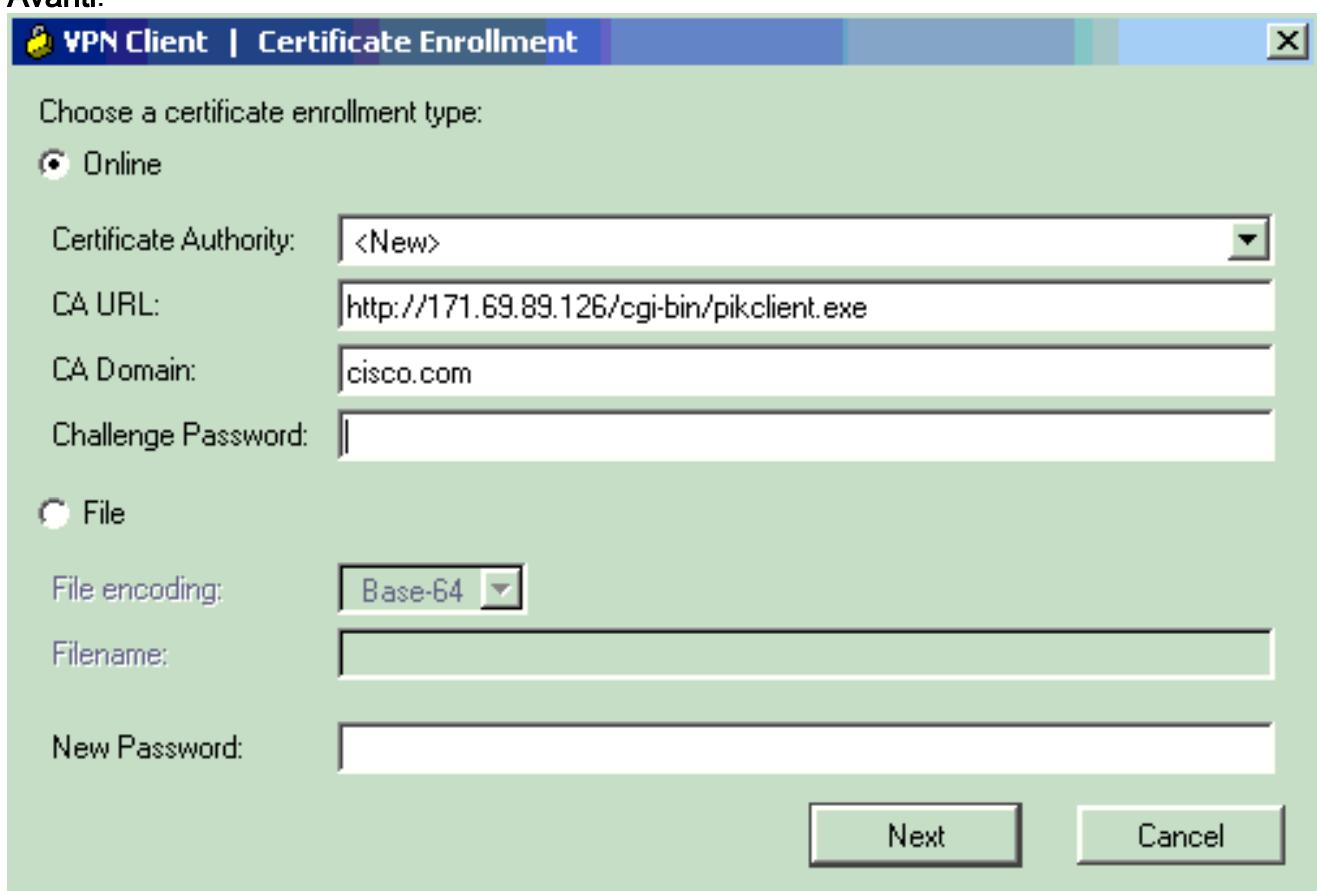 Avanti.
VPN Client | Certificate Enrollment
Choose a certificate enrollment type:
Online
Certificate Authority: <New>
CA URL: http://171.69.89.126/cgi-bin/pikclient.exe
CA Domain: cisco.com
Challenge Password:
File
File encoding: Base-64
Filename:
New Password:
Next Cancel